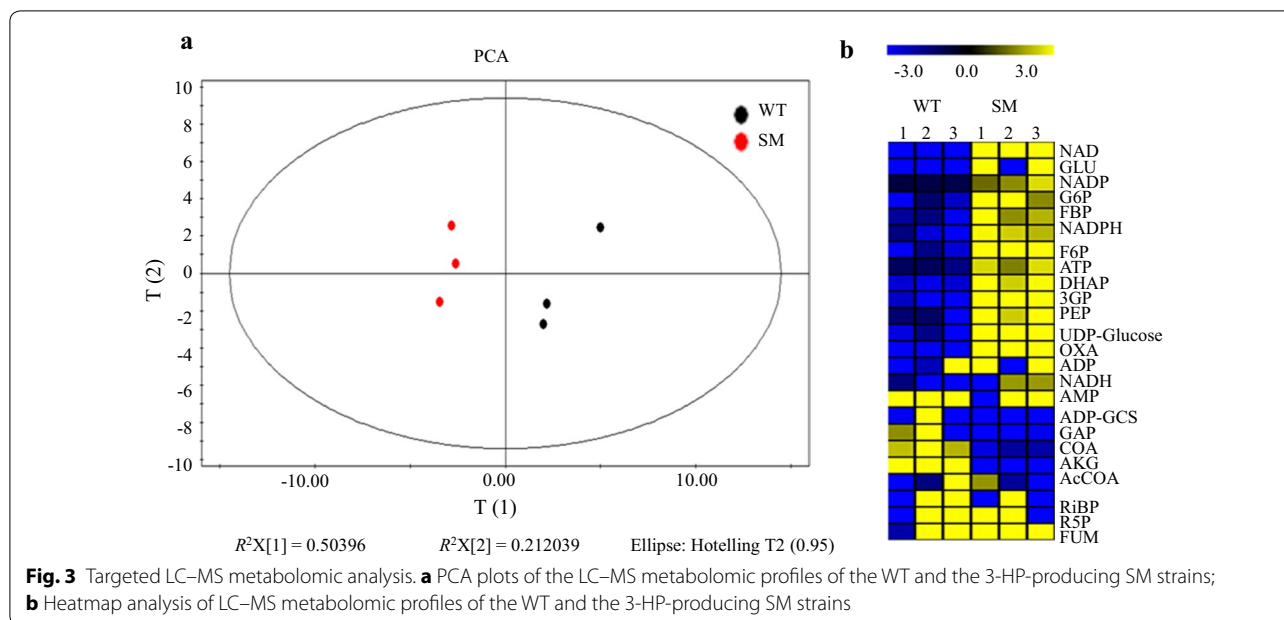 a
PCA
10
8
6
4
2
0
-2
-4
-6
-8
-10
T (2)
WT
SM
-10.00 0.00 10.00
T (1)
R²X[1] = 0.50396 R²X[2] = 0.212039 Ellipse: Hotelling T2 (0.95)
b
-3.0 0.0 3.0
WT SM
1 2 3 1 2 3
NAD
GLU
NADP
G6P
FBP
NADPH
F6P
ATP
DHAP
3GP
PEP
UDP-Glucose
OXA
ADP
NADH
AMP
ADP-GCS
GAP
COA
AKG
AcCOA
RiBP
R5P
FUM
Fig. 3 Targeted LC–MS metabolomic analysis. a PCA plots of the LC–MS metabolomic profiles of the WT and the 3-HP-producing SM strains;
b Heatmap analysis of LC–MS metabolomic profiles of the WT and the 3-HP-producing SM strains